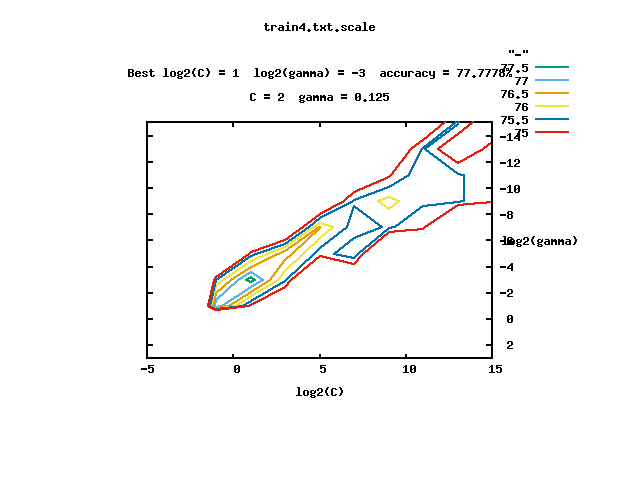 train4.txt.scale
"-"
Best log2(C) = 1 log2(gamma) = -3 accuracy = 77.7778%
77.5
77
76.5
76
75.5
75
C = 2 gamma = 0.125
-14
-12
-10
-8
-6
log2(gamma)
-4
-2
0
2
-5 0 5 10 15
log2(C)